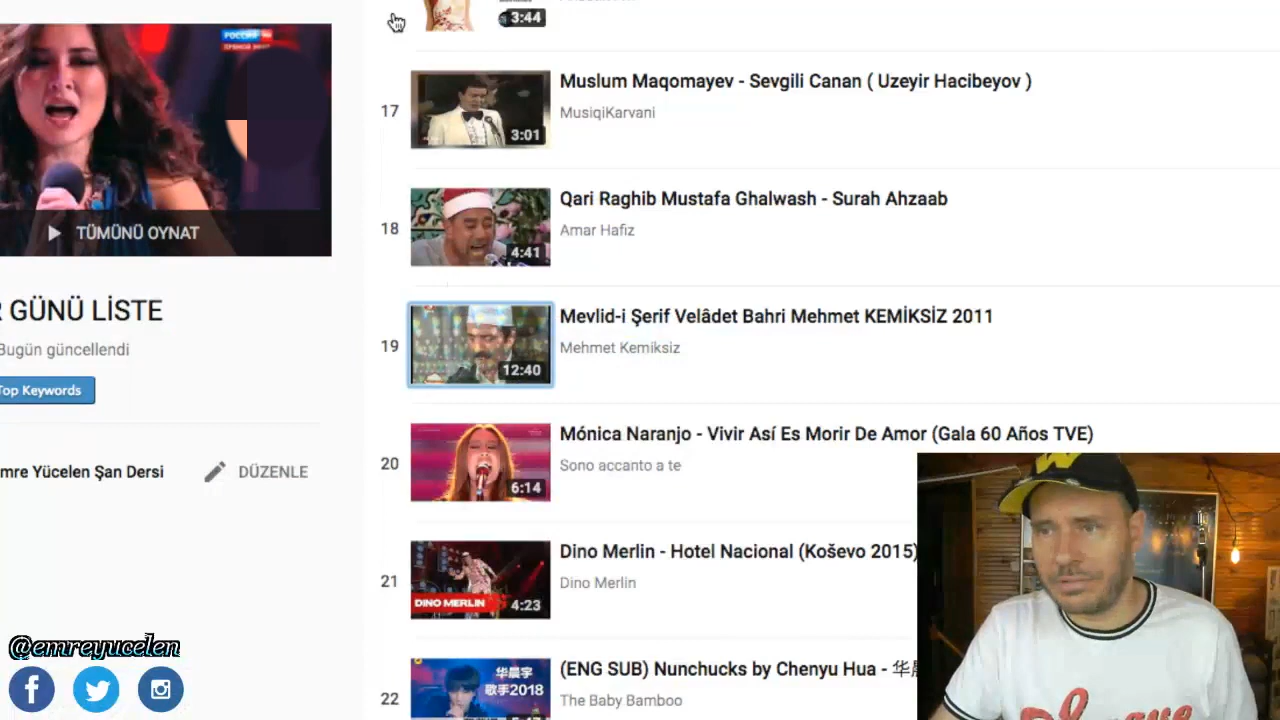 3:44
РОССИЯ
TÜMÜNÜ OYNAT
GÜNÜ LİSTE
Bugün güncellendi
Top Keywords
mre Yücelen Şan Dersi
DÜZENLE
@emreyucelen
17
3:01
Muslum Maqomayev - Sevgili Canan ( Uzeyir Hacibeyov )
MusiqiKarvani
18
4:41
Qari Raghib Mustafa Ghalwash - Surah Ahzaab
Amar Hafiz
19
12:40
Mevlid-i Şerif Velâdet Bahri Mehmet KEMİKSİZ 2011
Mehmet Kemiksiz
20
6:14
Mónica Naranjo - Vivir Así Es Morir De Amor (Gala 60 Años TVE)
Sono accanto a te
21
DINO MERLIN
4:23
Dino Merlin - Hotel Nacional (Koševo 2015)
Dino Merlin
22
华晨宇
歌手2018
(ENG SUB) Nunchucks by Chenyu Hua - 华
The Baby Bamboo